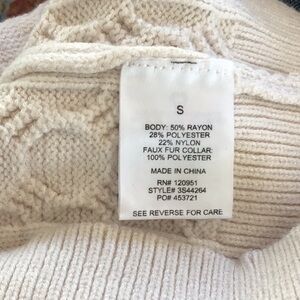 S
BODY: 50% RAYON
28% POLYESTER
22% NYLON
FAUX FUR COLLAR:
100% POLYESTER
MADE IN CHINA
RN# 120951
STYLE# 3S44264
PO# 453721
SEE REVERSE FOR CARE